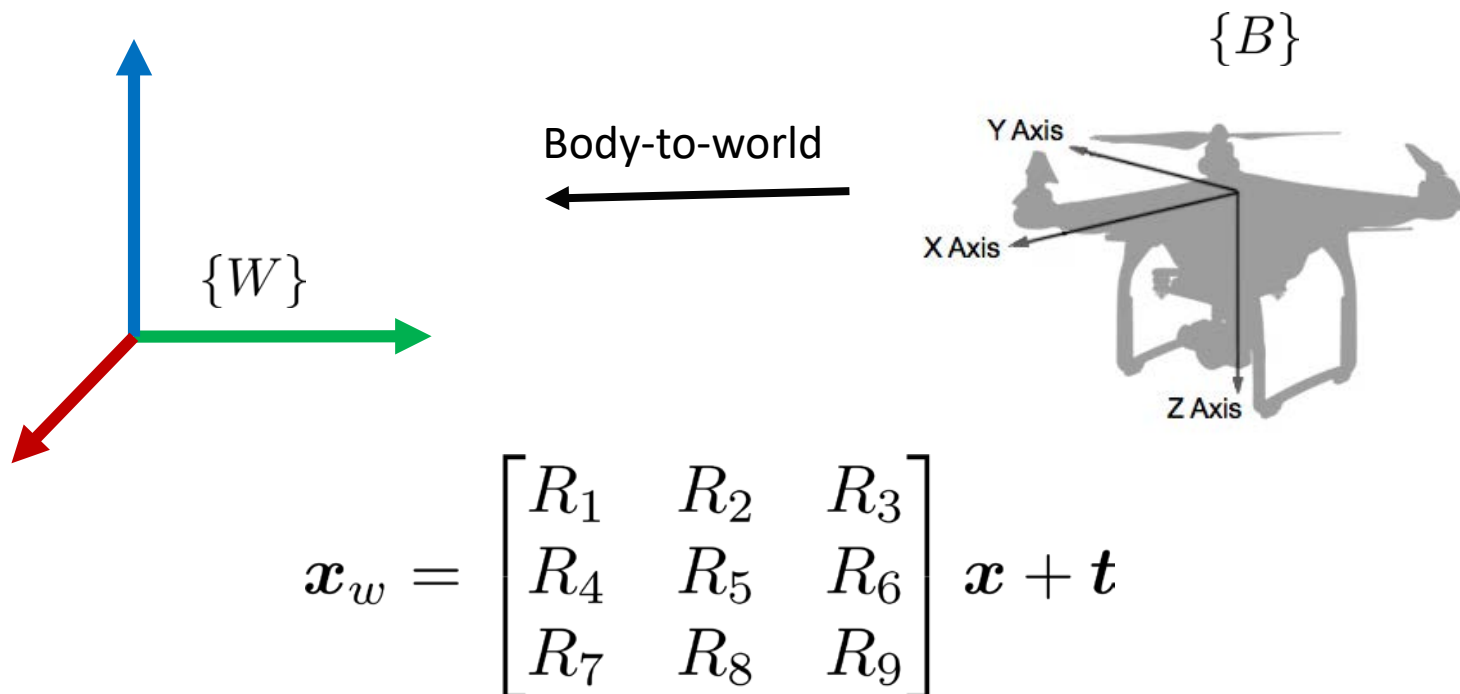 {B}
Y Axis
Body-to-world
X Axis
{W}
Z Axis
x_w = [R_1 R_2 R_3
R_4 R_5 R_6
R_7 R_8 R_9] x + t